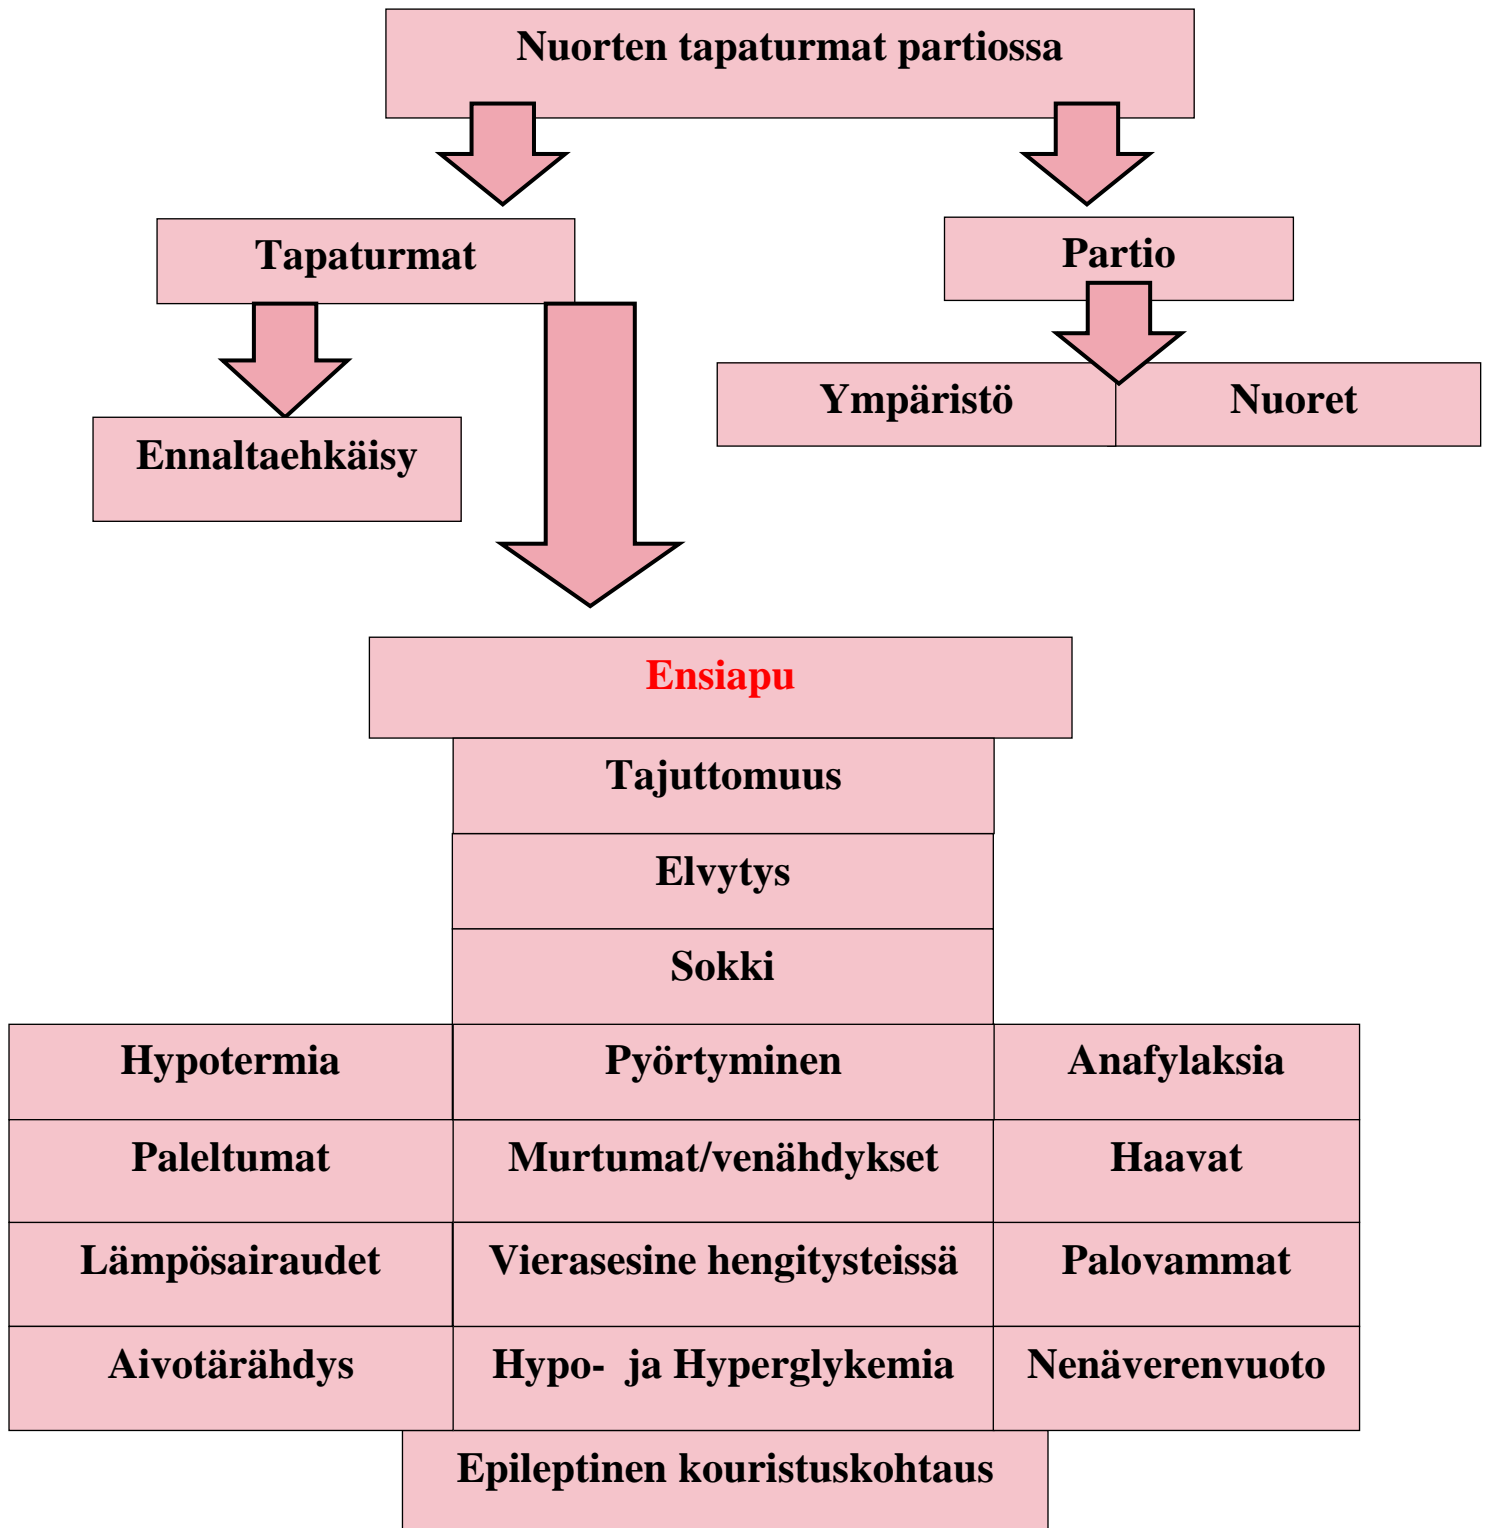 Nuorten tapaturmat partiossa
Tapaturmat
Partio
Ympäristö
Nuoret
Ennaltaehkäisy
Ensiapu
Tajuttomuus
Elvytys
Sokki
Hypotermia
Pyörtyminen
Anafylaksia
Paleltumat
Murtumat/venähdykset
Haavat
Lämpösairaudet
Vierasesine hengitysteissä
Palovammat
Aivotärähdys
Hypo- ja Hyperglykemia
Nenäverenvuoto
Epileptinen kouristuskohtaus